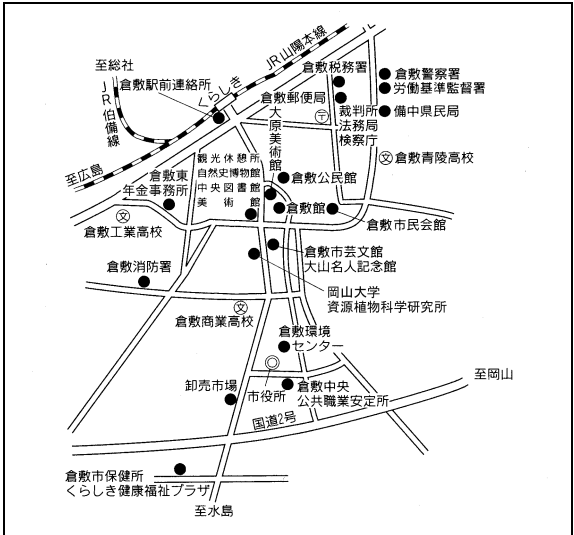 JR山陽本線
至総社
くらしき
倉敷税務署
倉敷警察署
労働基準監督署
倉敷駅前連絡所
JR伯備線
倉敷郵便局
〒
裁判所
法務局
検察庁
備中県民局
大原美術館
文
倉敷青陵高校
至広島
観光休憩所
自然史博物館
中央図書館
美術館
倉敷東
年金事務所
倉敷公民館
倉敷館
倉敷市民会館
文
倉敷工業高校
倉敷市芸文館
大山名人記念館
倉敷消防署
岡山大学
資源植物科学研究所
文
倉敷商業高校
倉敷環境
センター
至岡山
卸売市場
市役所
倉敷中央
公共職業安定所
国道2号
倉敷市保健所
くらしき健康福祉プラザ
至水島